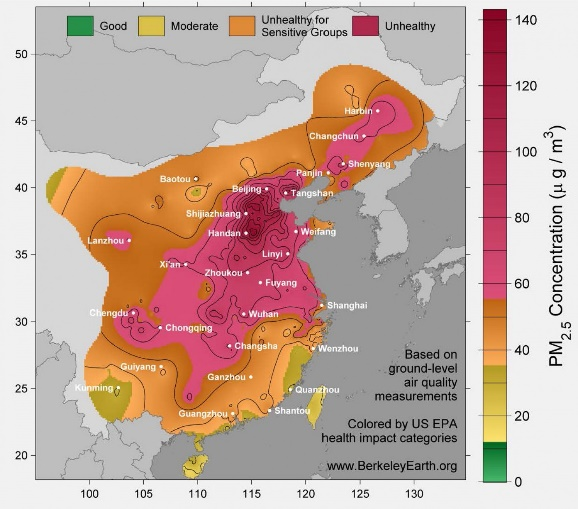 Good
Moderate
Unhealthy for
Sensitive Groups
Unhealthy
50
45
40
35
30
25
20
100
105
110
115
120
125
130
Harbin
Changchun
Shenyang
Panjin
Baotou
Beijing
Tangshan
Shijiazhuang
Handan
Weifang
Lanzhou
Linyi
Xi'an
Zhoukou
Fuyang
Shanghai
Chengdu
Wuhan
Chongqing
Changsha
Wenzhou
Guiyang
Ganzhou
Kunming
Quanzhou
Guangzhou
Shantou
Based on
ground-level
air quality
measurements
Colored by US EPA
health impact categories
www.BerkeleyEarth.org
140
120
100
80
60
40
20
0
PM2.5 Concentration (μ g / m3)